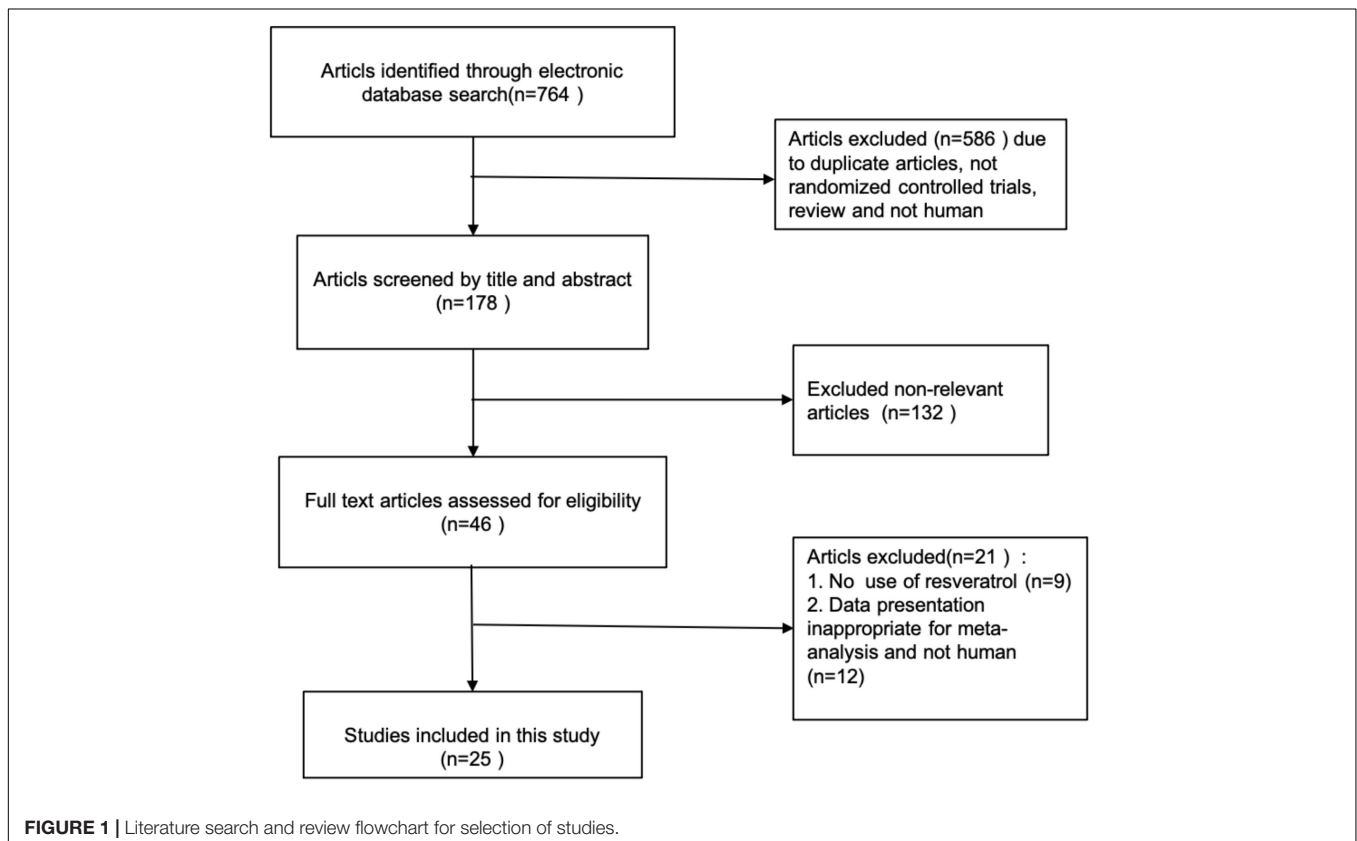 Articls identified through electronic
database search(n=764 )
Articls excluded (n=586 ) due
to duplicate articles, not
randomized controlled trials,
review and not human
Articls screened by title and abstract
(n=178 )
Excluded non-relevant
articles (n=132 )
Full text articles assessed for eligibility
(n=46 )
Articls excluded(n=21 ) :
1. No use of resveratrol (n=9)
2. Data presentation
inappropriate for meta-
analysis and not human
(n=12)
Studies included in this study
(n=25 )
FIGURE 1 | Literature search and review flowchart for selection of studies.